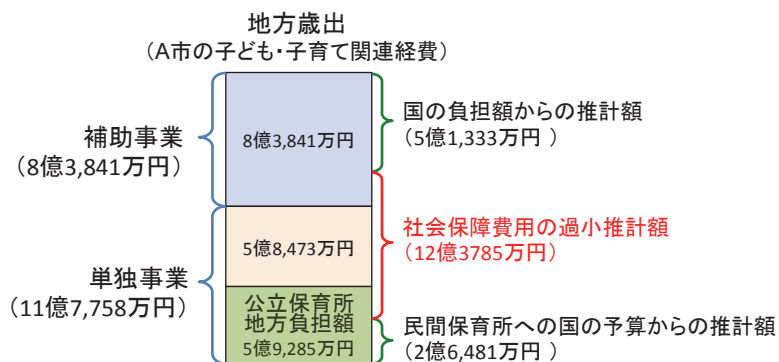 地方歳出
（A市の子ども・子育て関連経費）
補助事業
（8億3,841万円）
8億3,841万円
国の負担額からの推計額
（5億1,333万円 ）
社会保障費用の過小推計額
（12億3785万円）
5億8,473万円
単独事業
（11億7,758万円）
公立保育所
地方負担額
5億9,285万円
民間保育所への国の予算からの推計額
（2億6,481万円 ）